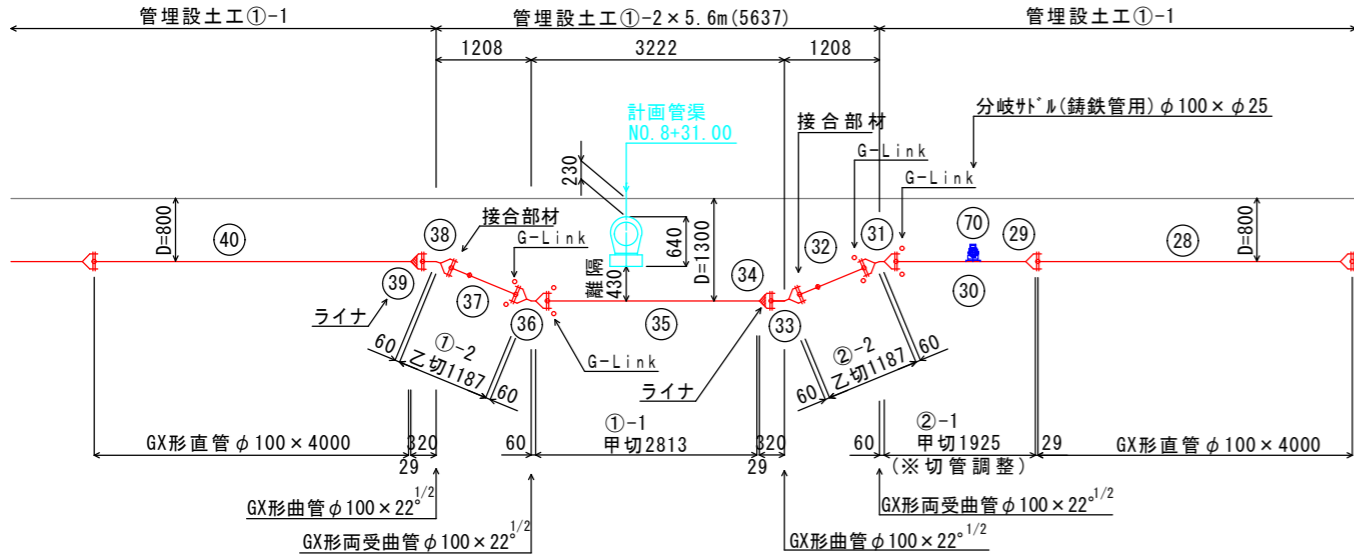 管埋設土工①-1
管埋設土工①-2×5.6m(5637)
管埋設土工①-1
1208
3222
1208
計画管渠
NO.8+31.00
接合部材
分岐サドル(鋳鉄管用)φ100×φ25
G-Link
G-Link
230
D=800
40
38
接合部材
G-Link
640
D=1300
32
31
70
29
28
D=800
39
37
離隔
430
34
30
ライナ
36
35
33
G-Link
60
①-2
乙切1187
60
ライナ
60
②-2
乙切1187
60
GX形直管φ100×4000
320
29
60
①-1
甲切2813
320
29
60
②-1
甲切1925
(※切管調整)
29
GX形直管φ100×4000
GX形曲管φ100×22°1/2
GX形両受曲管φ100×22°1/2
GX形曲管φ100×22°1/2
GX形両受曲管φ100×22°1/2